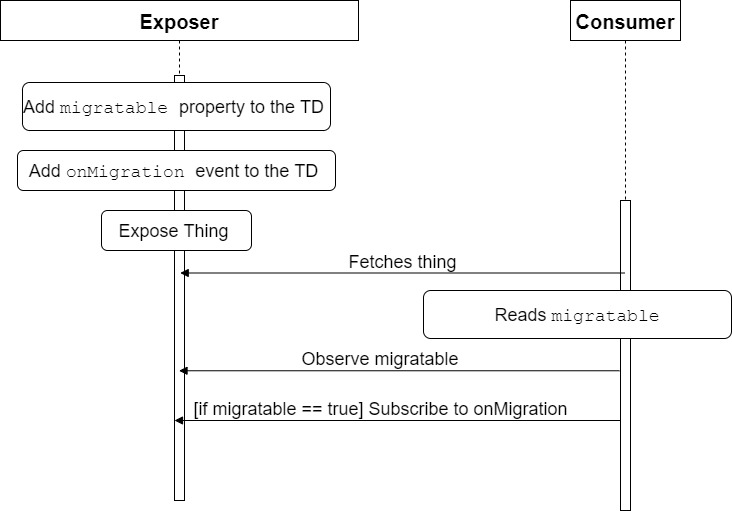 Exposer
Consumer
Add migratable property to the TD
Add onMigration event to the TD
Expose Thing
Fetches thing
Reads migratable
Observe migratable
[if migratable == true] Subscribe to onMigration